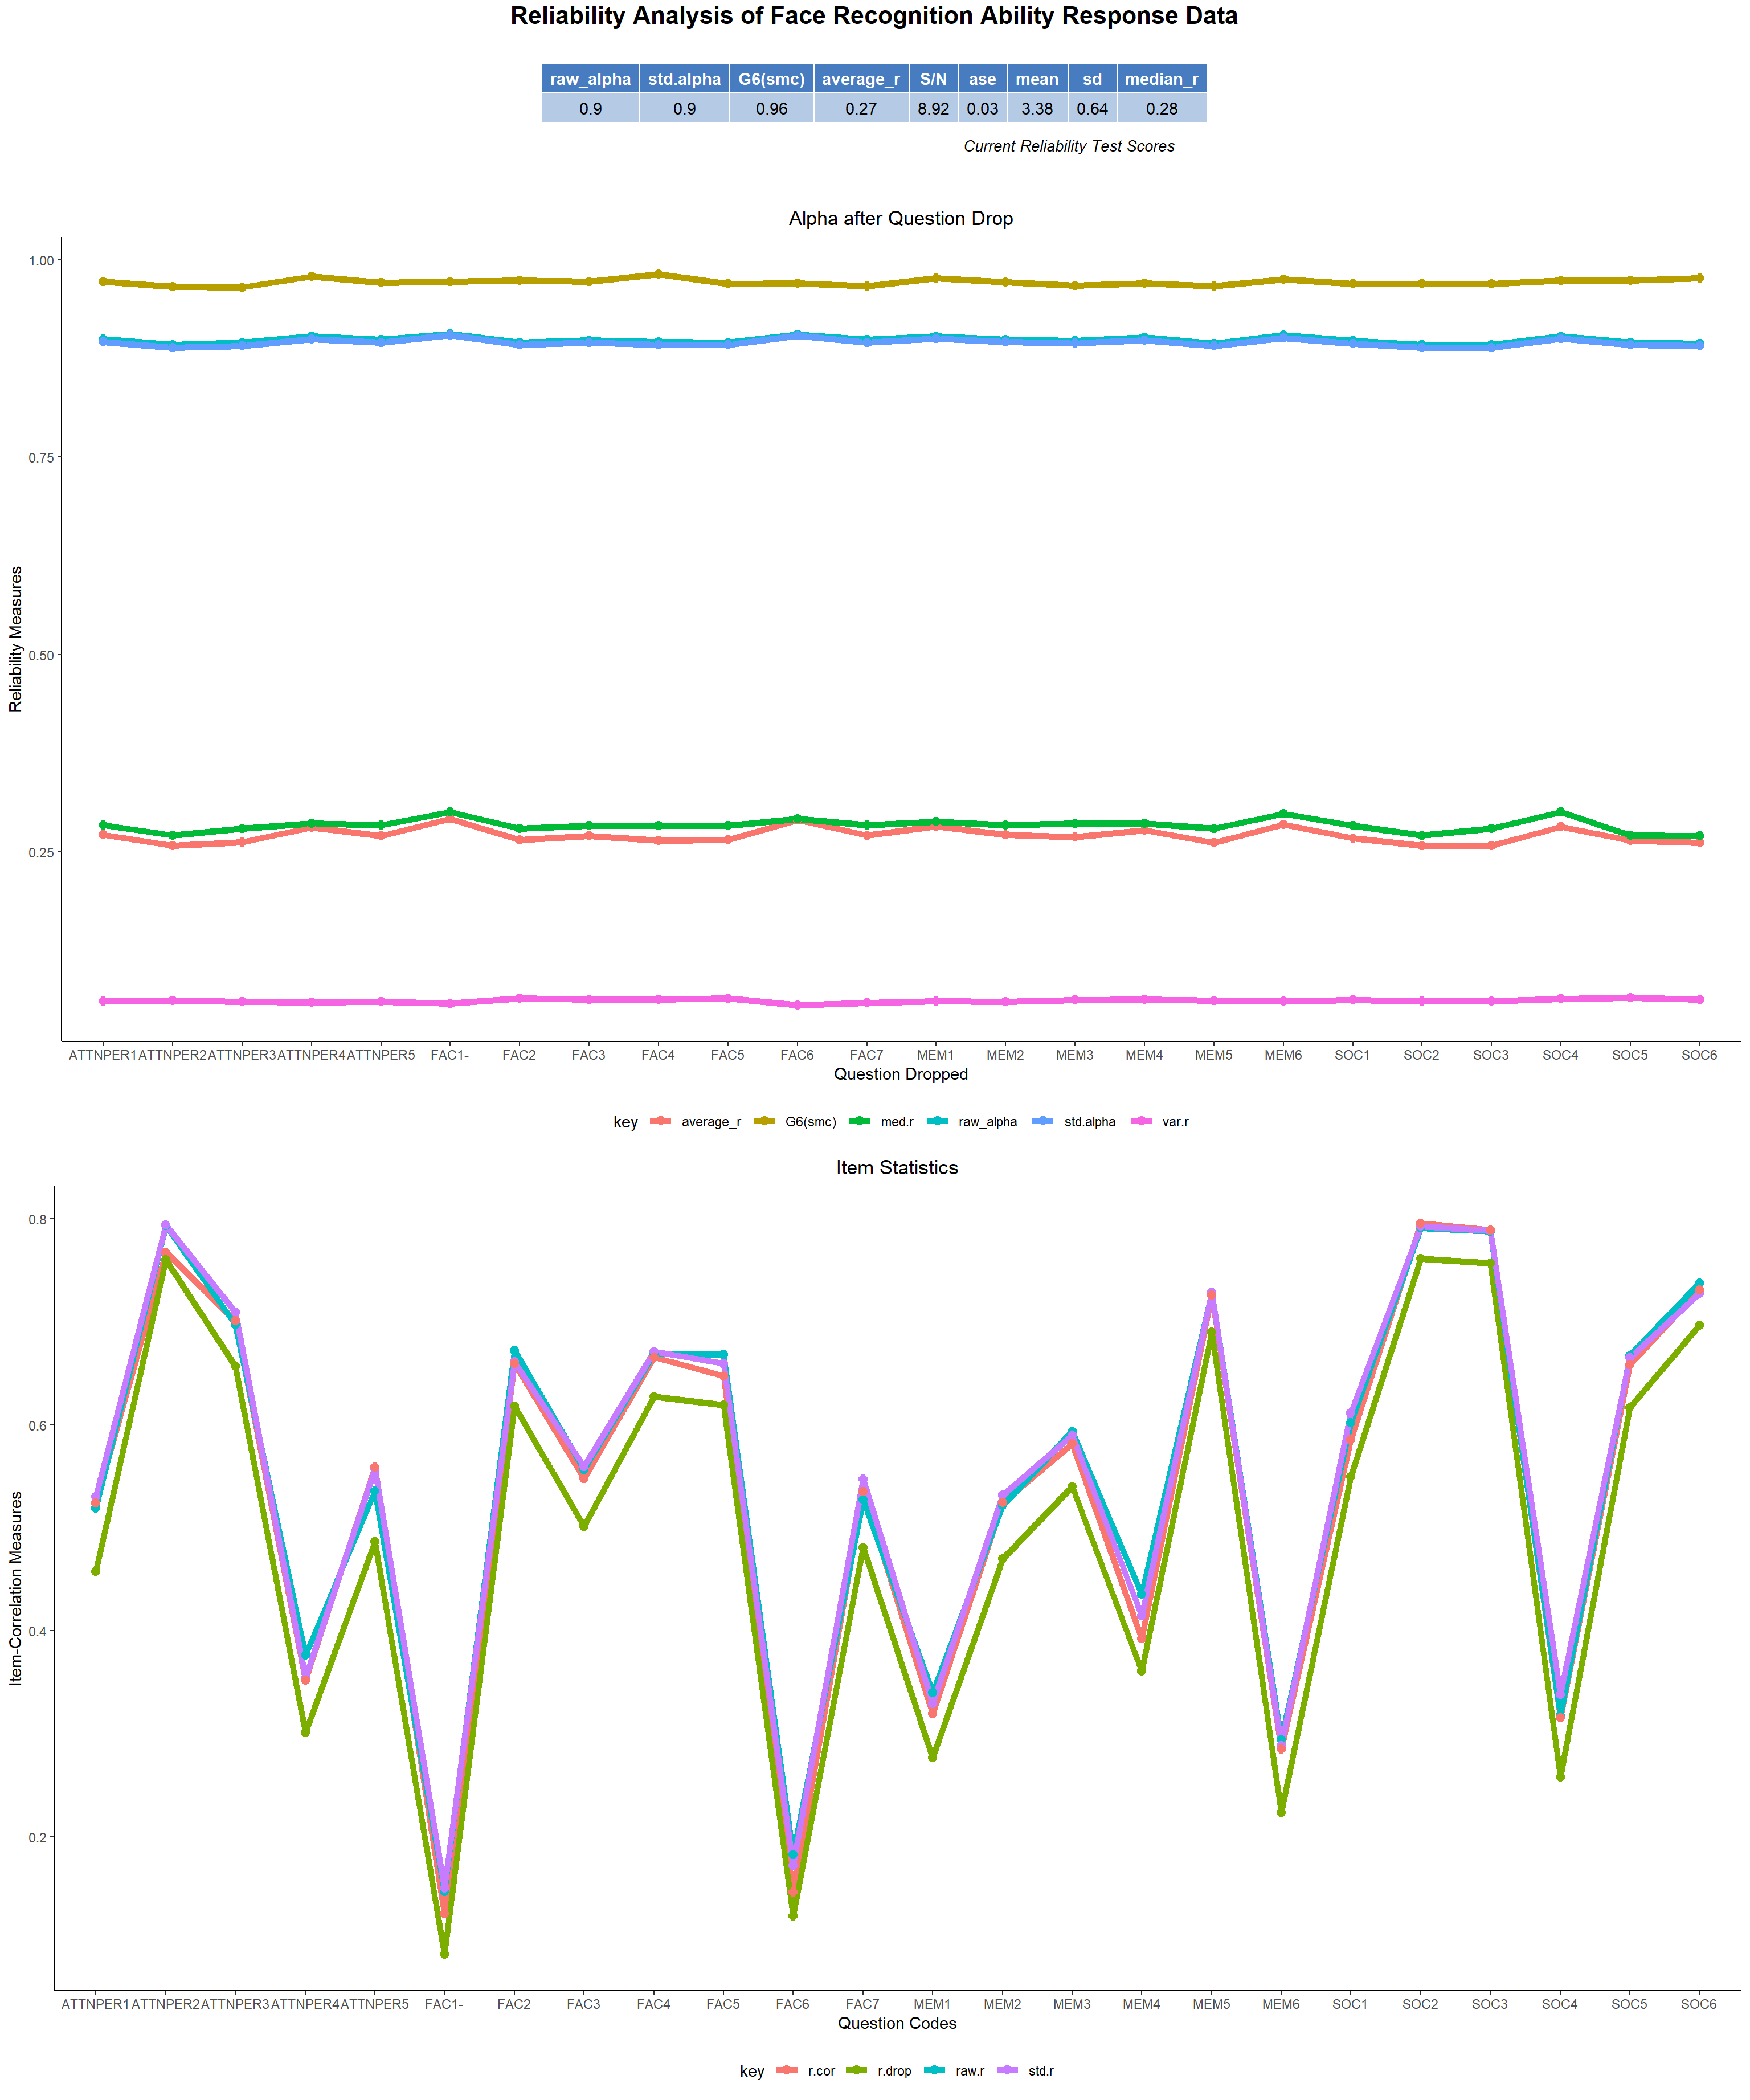 Reliability Analysis of Face Recognition Ability Response Data
raw_alpha std.alpha G6(smc) average_r S/N ase mean sd median_r
0.9 0.9 0.96 0.27 8.92 0.03 3.38 0.64 0.28
Current Reliability Test Scores
Alpha after Question Drop
Reliability Measures
1.00
0.75
0.50
0.25
ATTNPER1 ATTNPER2 ATTNPER3 ATTNPER4 ATTNPER5 FAC1- FAC2 FAC3 FAC4 FAC5 FAC6 FAC7 MEM1 MEM2 MEM3 MEM4 MEM5 MEM6 SOC1 SOC2 SOC3 SOC4 SOC5 SOC6
Question Dropped
key average_r G6(smc) med.r raw_alpha std.alpha var.r
Item Statistics
Item-Correlation Measures
0.8
0.6
0.4
0.2
ATTNPER1 ATTNPER2 ATTNPER3 ATTNPER4 ATTNPER5 FAC1- FAC2 FAC3 FAC4 FAC5 FAC6 FAC7 MEM1 MEM2 MEM3 MEM4 MEM5 MEM6 SOC1 SOC2 SOC3 SOC4 SOC5 SOC6
Question Codes
key r.cor r.drop raw.r std.r